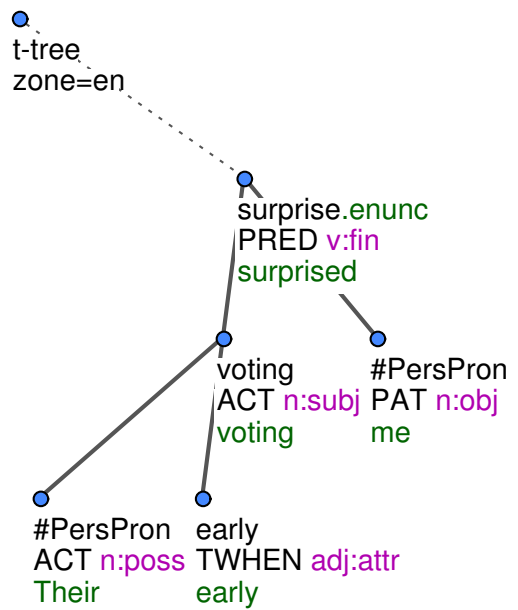 t-tree
zone=en
surprise.enunc
PRED v:fin
surprised
voting
ACT n:subj
voting
#PersPron
PAT n:obj
me
#PersPron
ACT n:poss
Their
early
TWHEN adj:attr
early